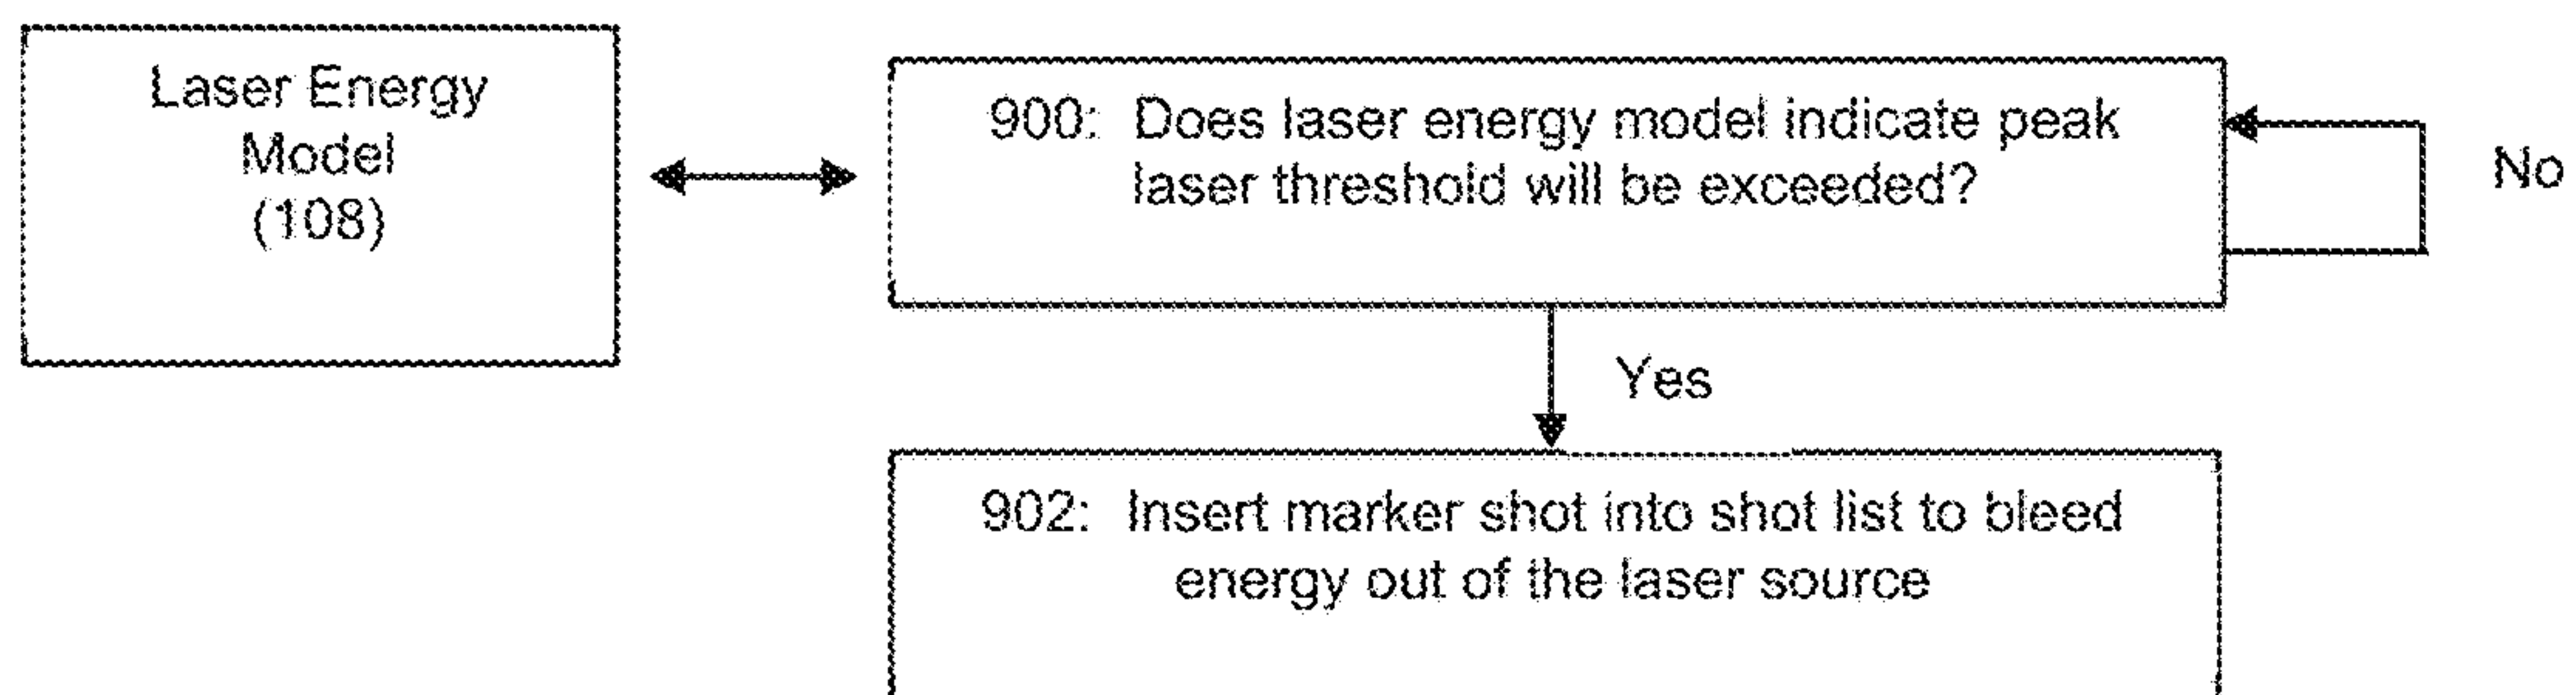 Laser Energy
Model
(108)
900: Does laser energy model indicate peak
laser threshold will be exceeded?
No
Yes
902: Insert marker shot into shot list to bleed
energy out of the laser source